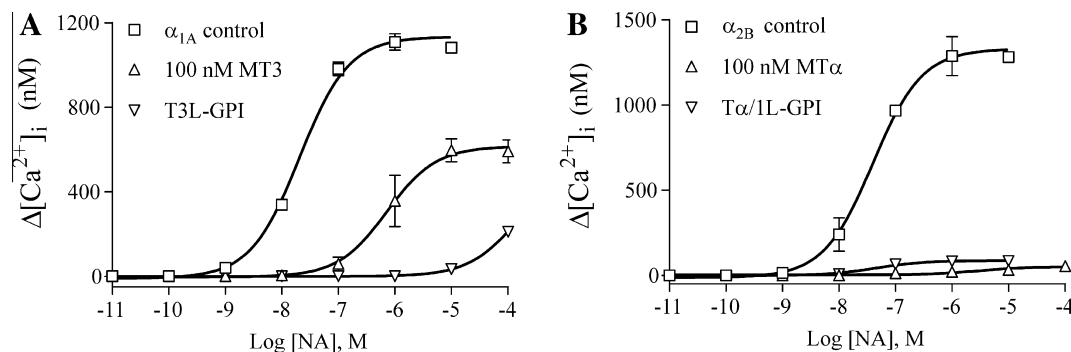 A
α1A control
100 nM MT3
T3L-GPI
Δ[Ca2+]i (nM)
1200
800
400
0
-11 -10 -9 -8 -7 -6 -5 -4
Log [NA], M
B
α2B control
100 nM MTα
Tα/1L-GPI
Δ[Ca2+]i (nM)
1500
1000
500
0
-11 -10 -9 -8 -7 -6 -5 -4
Log [NA], M